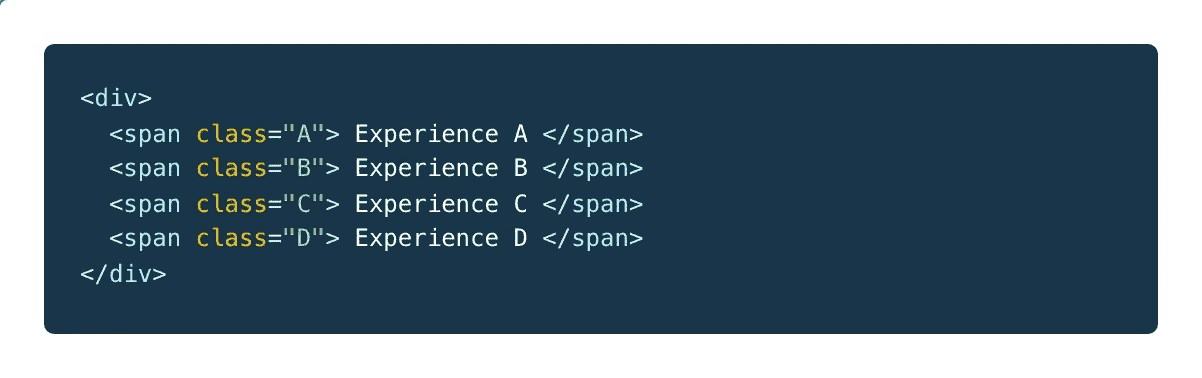 <div>
  <span class="A"> Experience A </span>
  <span class="B"> Experience B </span>
  <span class="C"> Experience C </span>
  <span class="D"> Experience D </span>
</div>